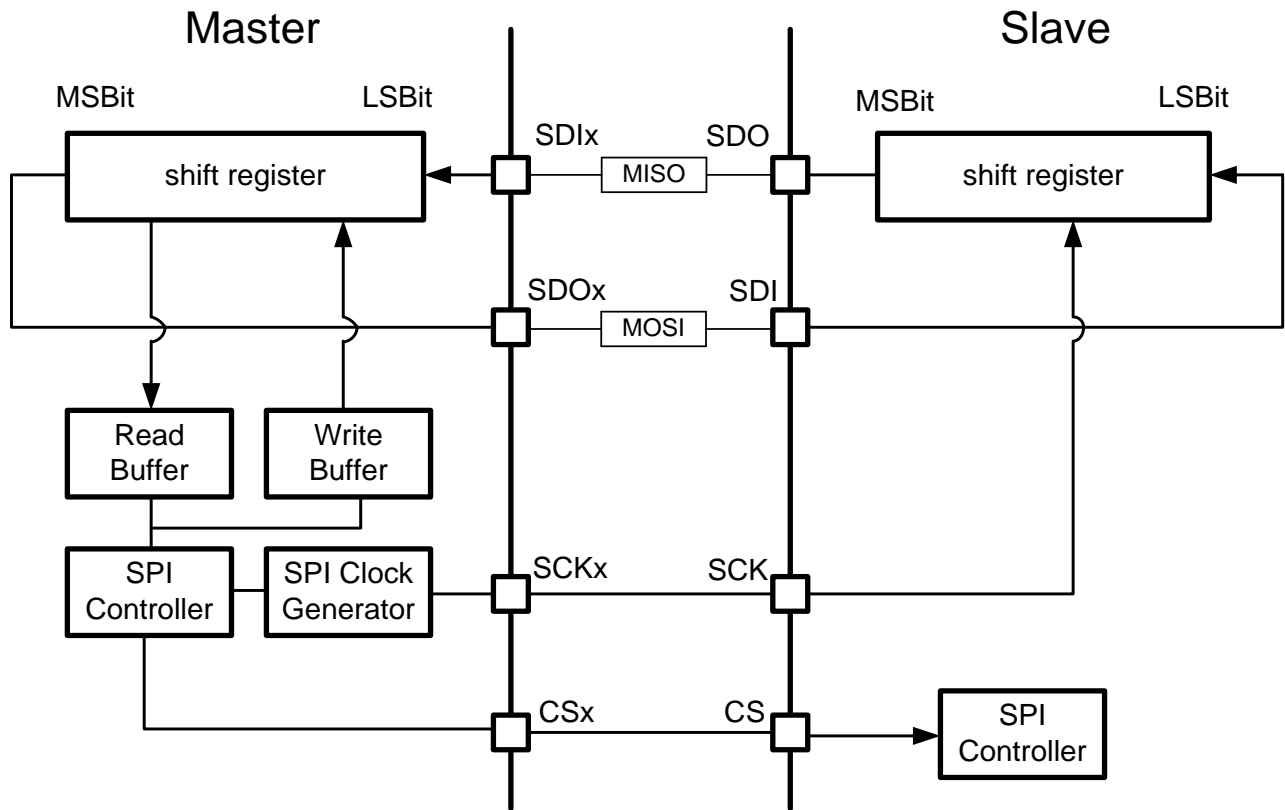 Master
Slave
MSBit
LSBit
MSBit
LSBit
SDIx
SDO
shift register
MISO
shift register
SDOx
SDI
MOSI
Read
Buffer
Write
Buffer
SPI
Controller
SPI Clock
Generator
SCKx
SCK
CSx
CS
SPI
Controller